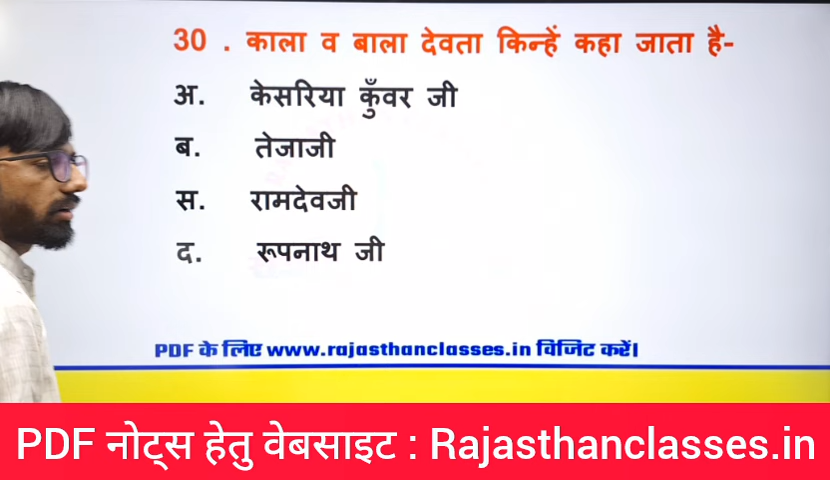 30 . काला व बाला देवता किन्हें कहा जाता है-
अ. केसरिया कुँवर जी
ब. तेजाजी
स. रामदेवजी
द. रूपनाथ जी
PDF के लिए www.rajasthanclasses.in विजिट करें।
PDF नोट्स हेतु वेबसाइट : Rajasthanclasses.in